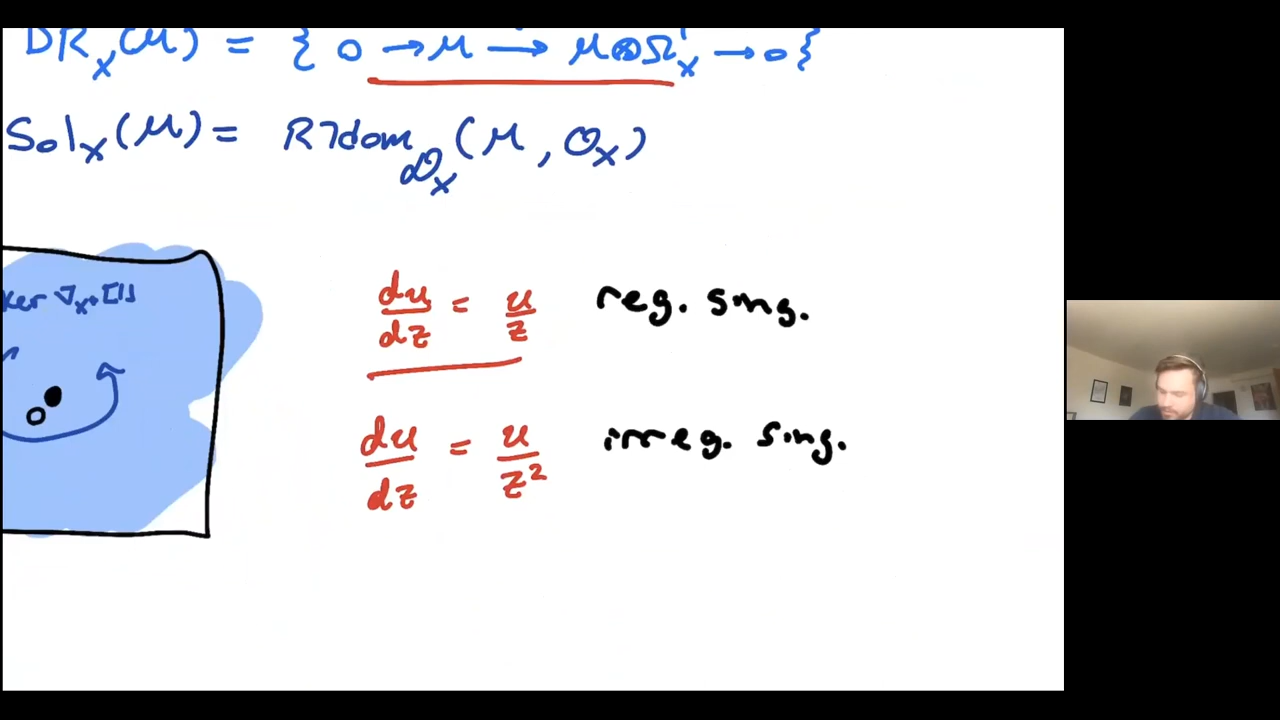 DR_X(M) = { 0 → M → M⊗Ω¹_X → 0 }
Sol_X(M) = RHom_{D_X}(M, O_X)
ker ∇_{X*}[1]
du/dz = u/z reg. sing.
du/dz = u/z² irreg. sing.